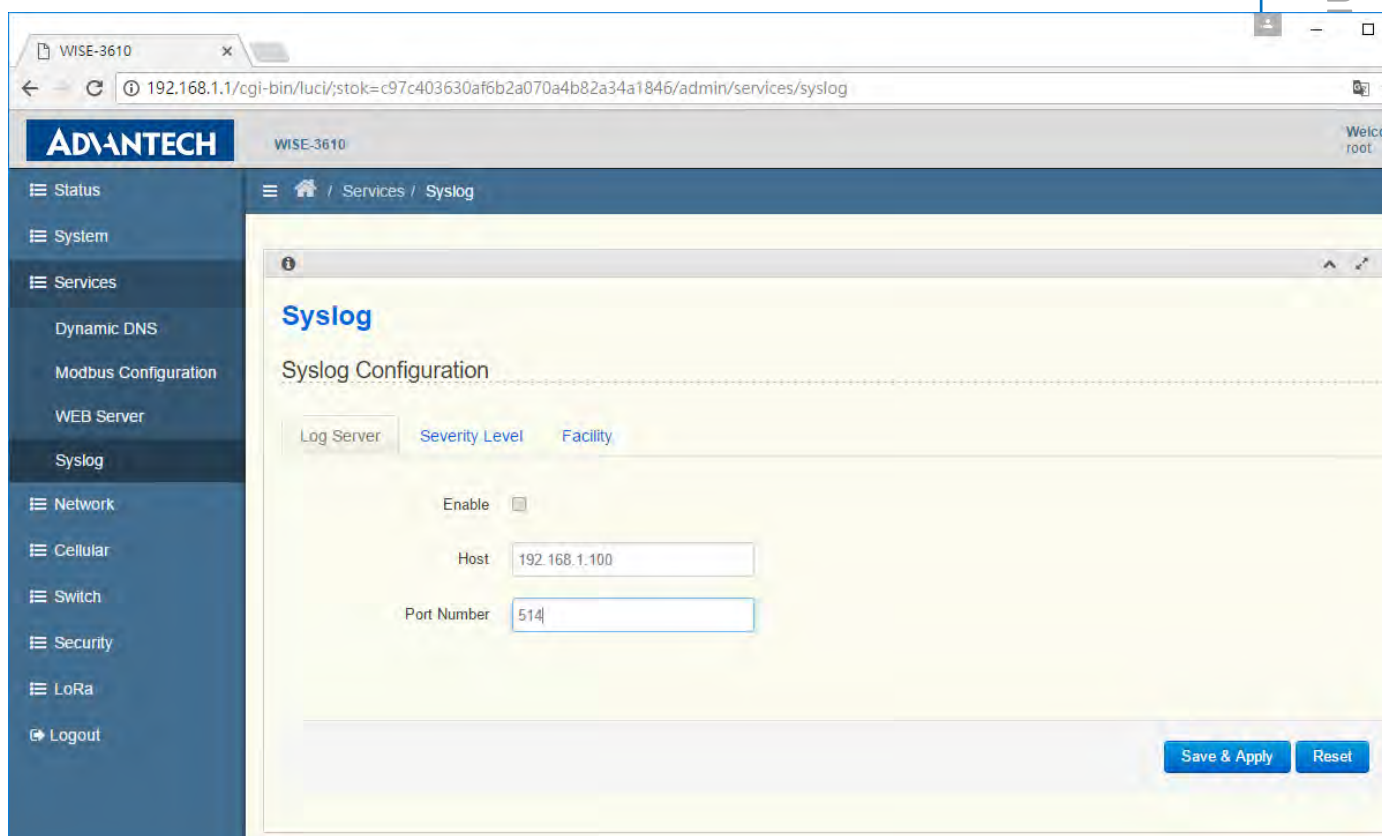 WISE-3610
192.168.1.1/cgi-bin/luci/;stok=c97c403630af6b2a070a4b82a34a1846/admin/services/syslog
ADVANTECH
WISE-3610
root
Status
/ Services / Syslog
System
Services
Syslog
Dynamic DNS
Syslog Configuration
Modbus Configuration
WEB Server
Log Server Severity Level Facility
Syslog
Network
Enable
Cellular
Host 192.168.1.100
Switch
Port Number 514
Security
LoRa
Logout
Save & Apply Reset